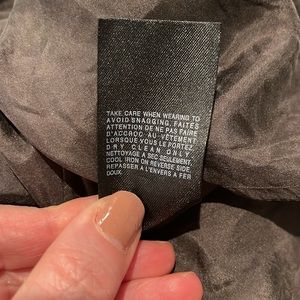 TAKE CARE WHEN WEARING TO
AVOID SNAGGING. FAITES
ATTENTION DE NE PAS FAIRE
D'ACCROC AU VÊTEMENT
LORSQUE VOUS LE PORTEZ.
DRY CLEAN ONLY
NETTOYAGE A SEC SEULEMENT.
COOL IRON ON REVERSE SIDE.
REPASSER A L'ENVERS A FER
DOUX.